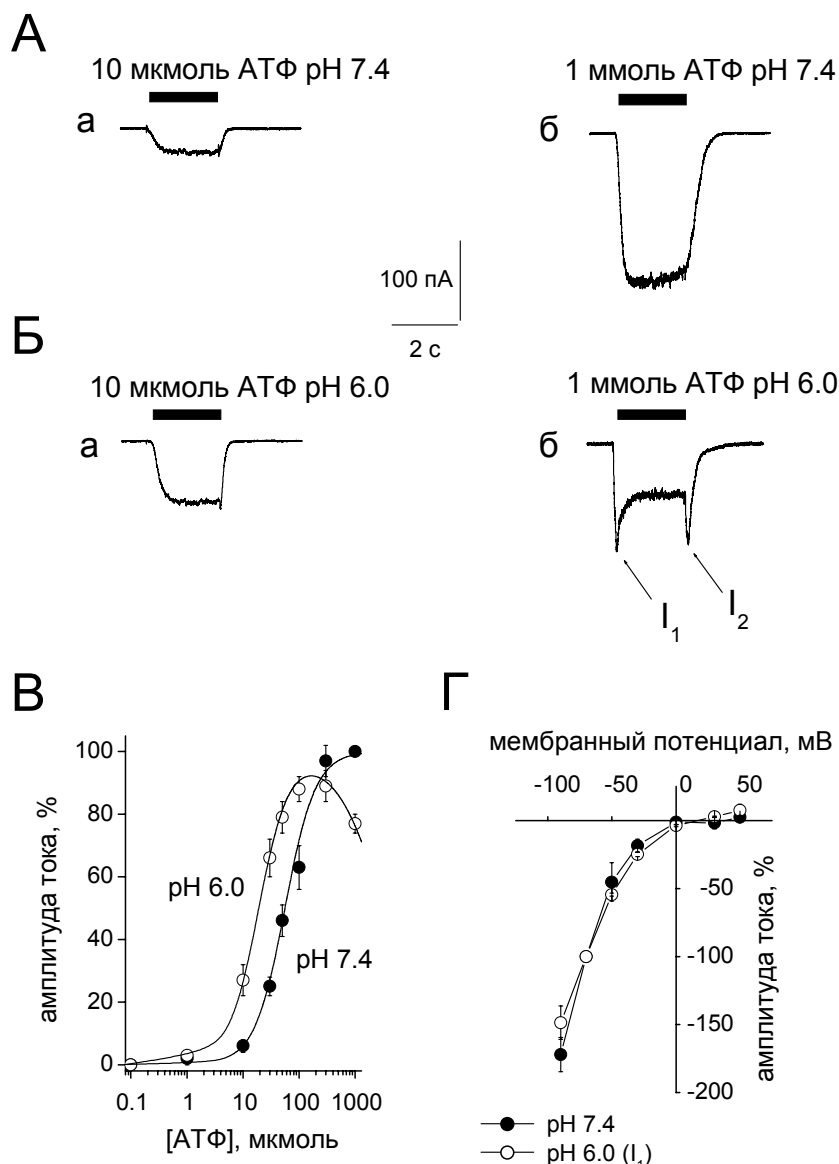 А
10 мкмоль АТФ pH 7.4
1 ммоль АТФ pH 7.4
а
б
100 пА
2 с
Б
10 мкмоль АТФ pH 6.0
1 ммоль АТФ pH 6.0
а
б
I1
I2
В
амплитуда тока, %
100
80
60
40
20
0
pH 6.0
pH 7.4
0.1
1
10
100
1000
[АТФ], мкмоль
Г
мембранный потенциал, мВ
-100
-50
0
50
-50
-100
-150
-200
амплитуда тока, %
pH 7.4
pH 6.0 (I1)